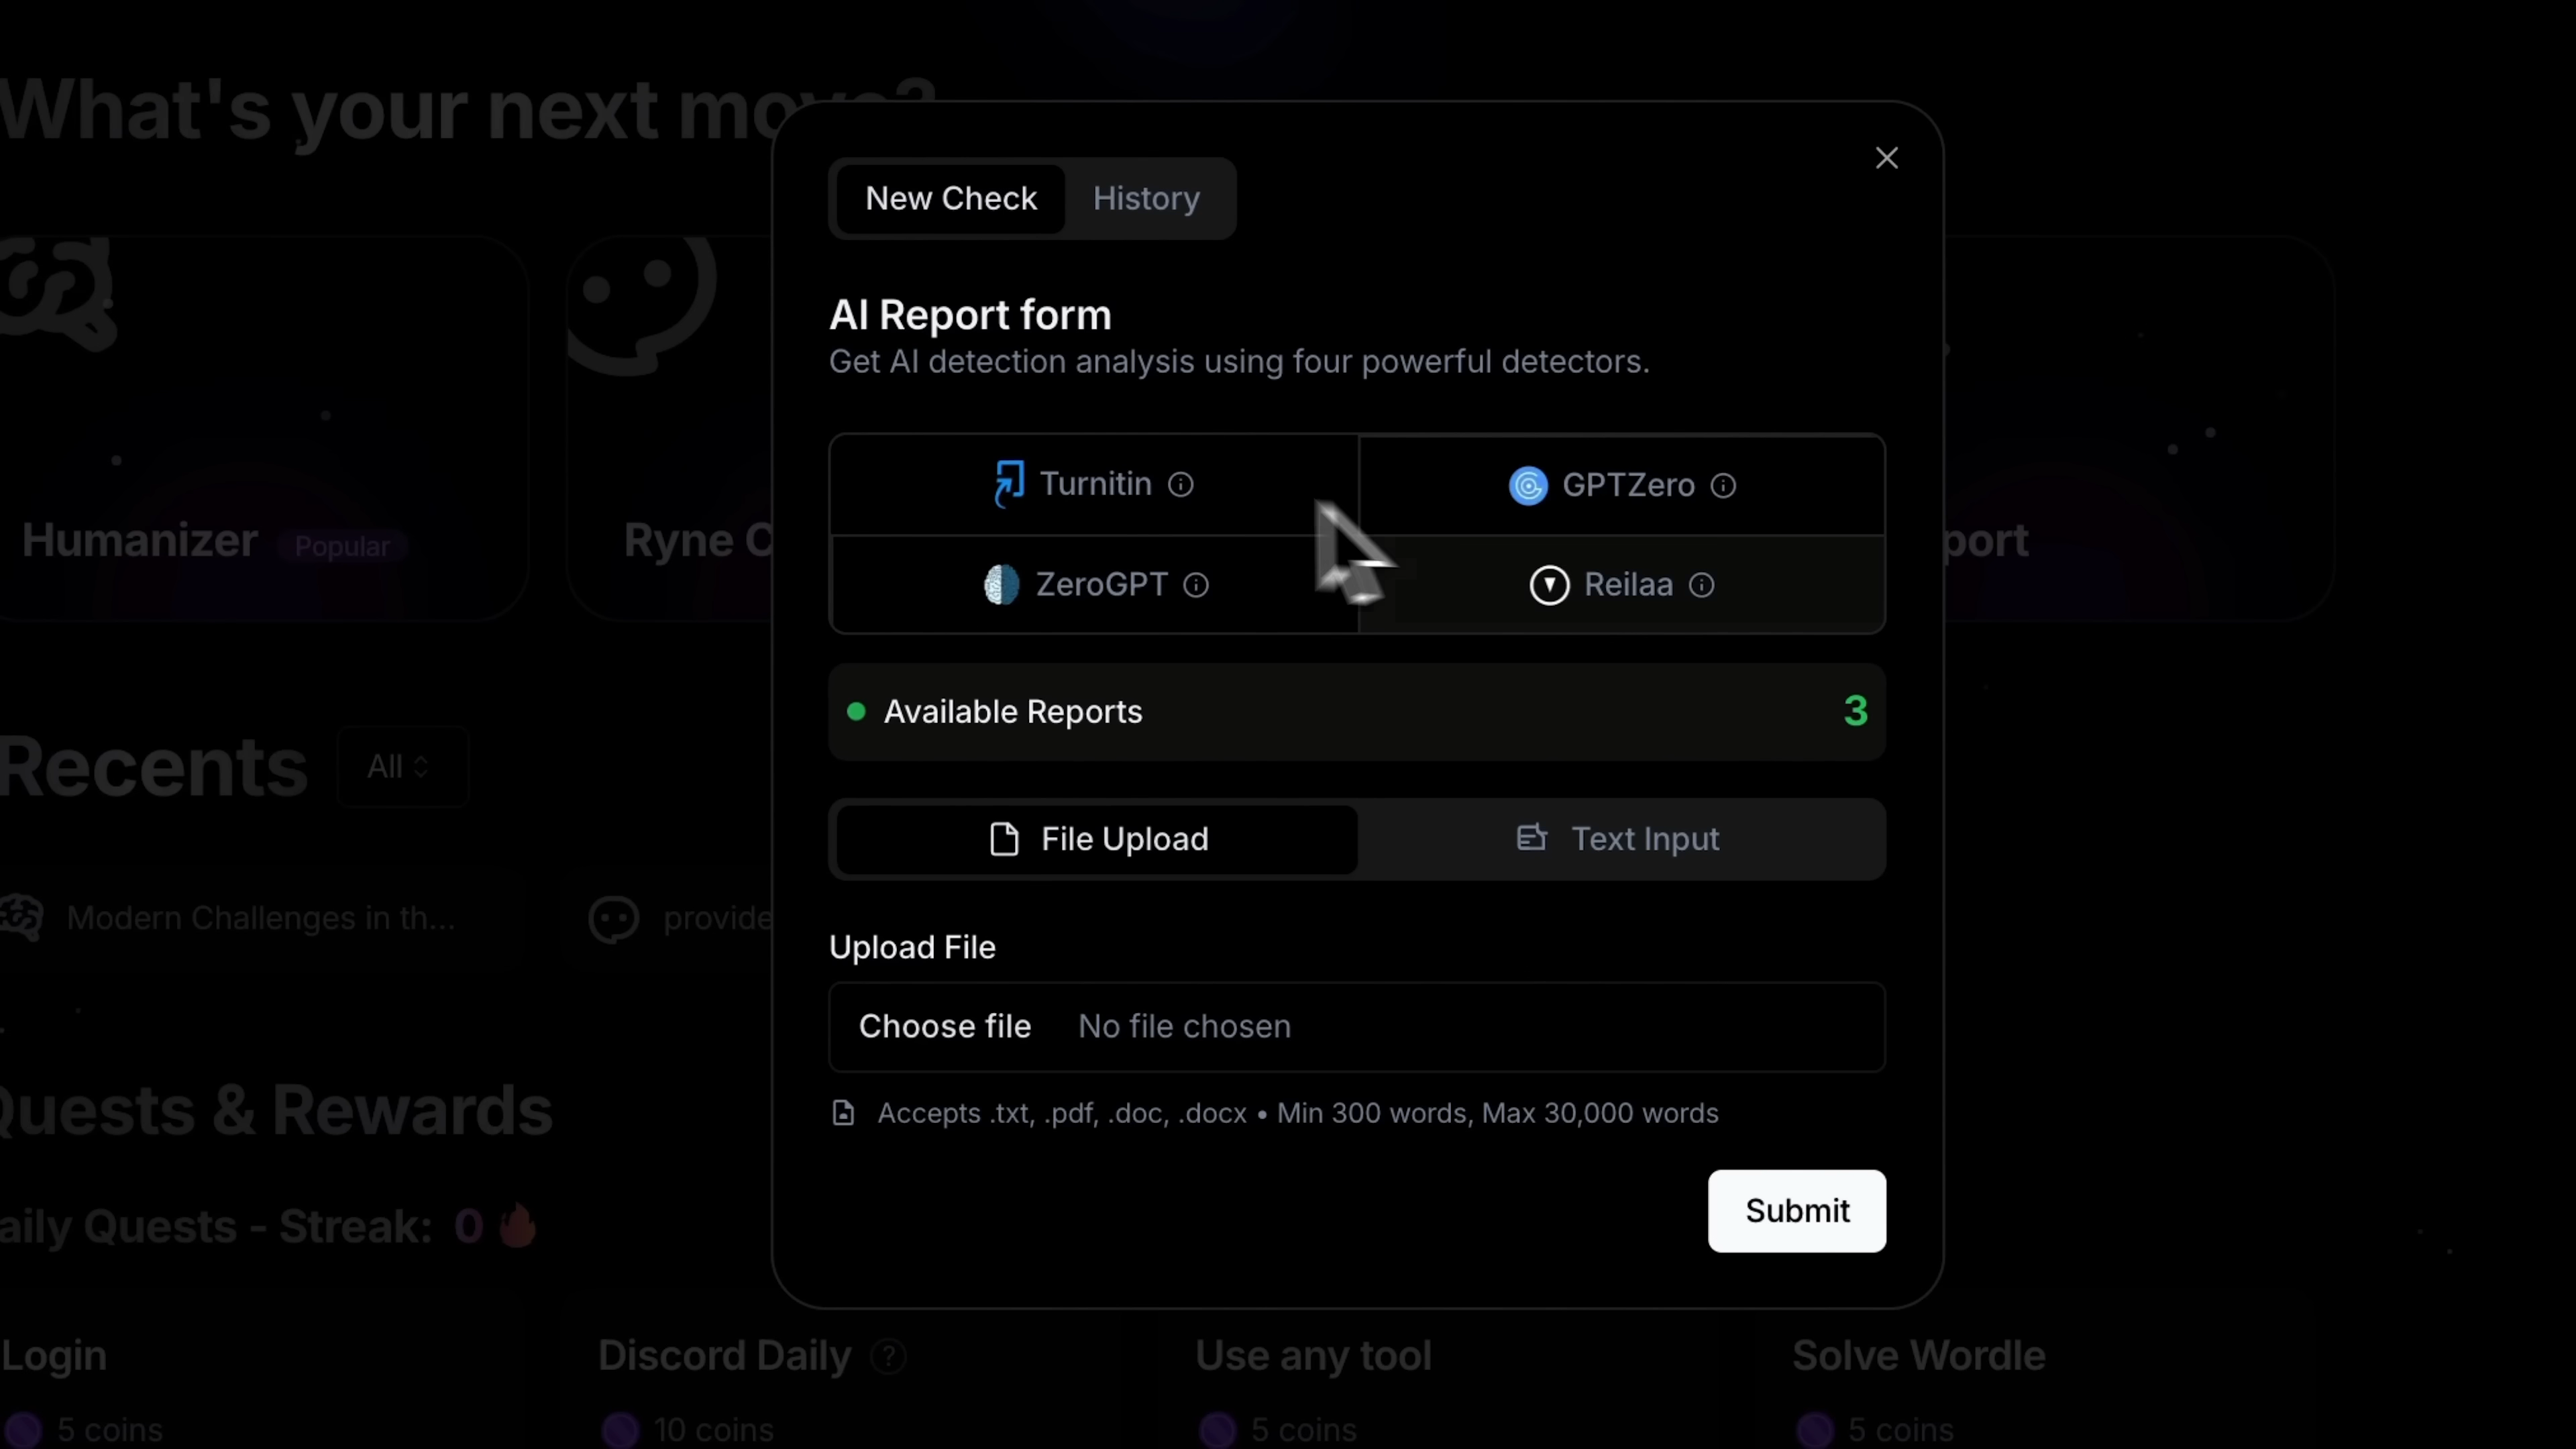 What's your next mo
New Check
History
AI Report form
Get AI detection analysis using four powerful detectors.
Turnitin
GPTZero
ZeroGPT
Reilaa
Humanizer
Popular
Ryne C
port
Available Reports
3
Recents
All
File Upload
Text Input
Modern Challenges in th...
provide
Upload File
Choose file
No file chosen
Accepts .txt, .pdf, .doc, .docx • Min 300 words, Max 30,000 words
Quests & Rewards
Submit
aily Quests - Streak: 0
Login
Discord Daily
Use any tool
Solve Wordle
5 coins
10 coins
5 coins
5 coins